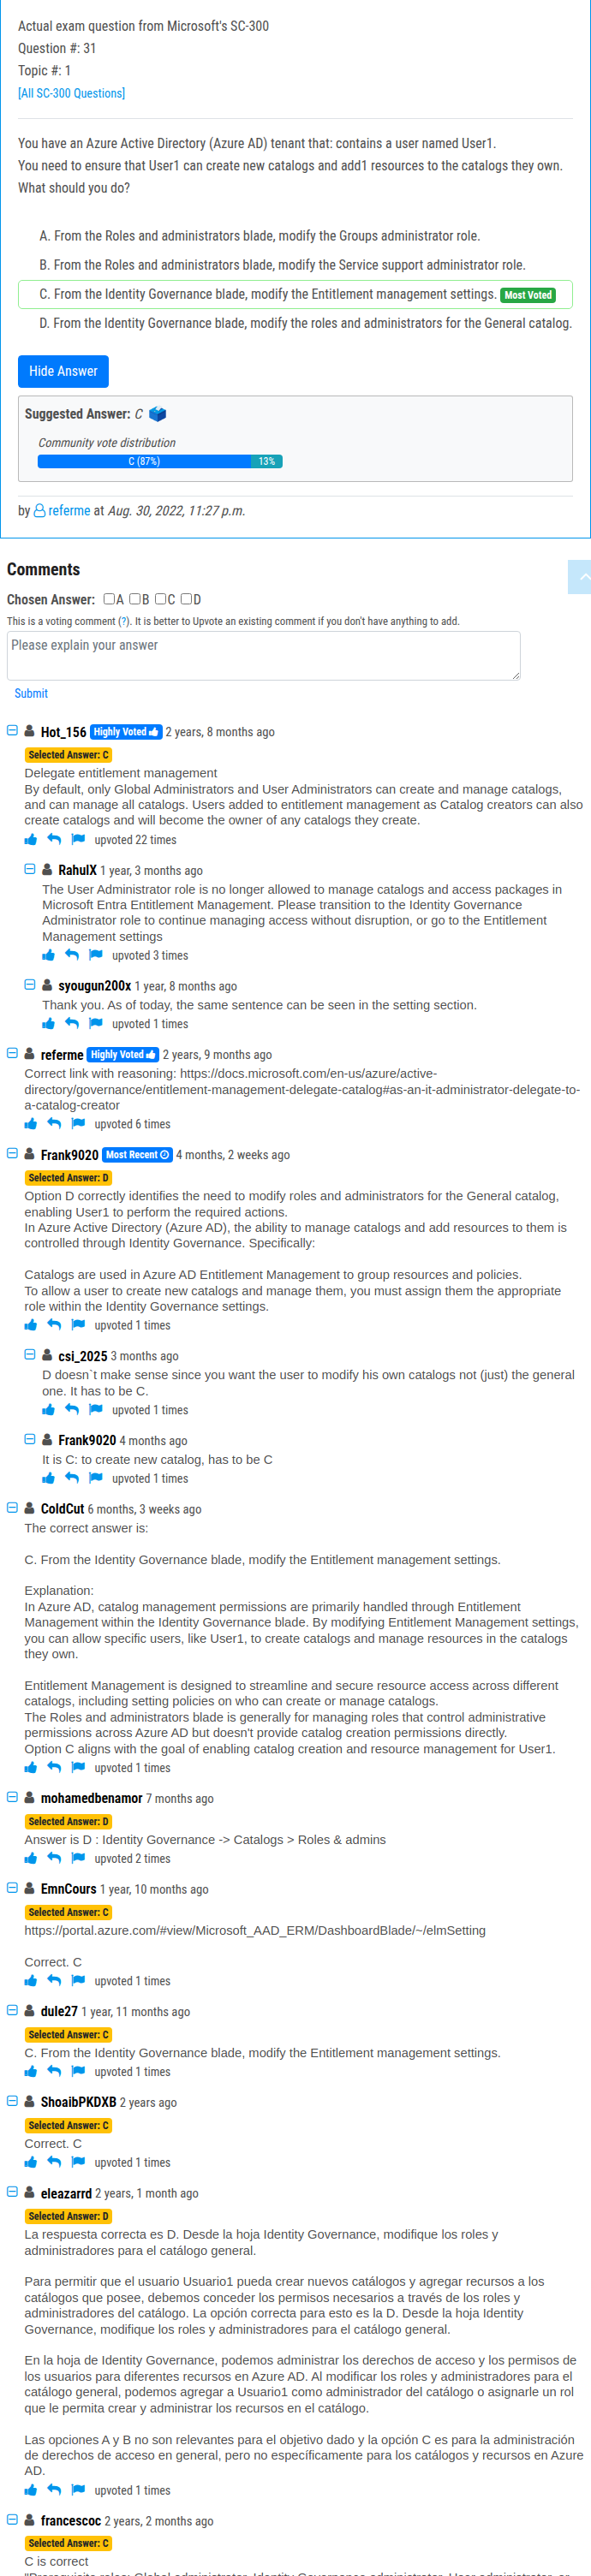 Actual exam question from Microsoft's SC-300
Question #: 31
Topic #: 1
[All SC-300 Questions]
You have an Azure Active Directory (Azure AD) tenant that: contains a user named User1.
You need to ensure that User1 can create new catalogs and add1 resources to the catalogs they own.
What should you do?
A. From the Roles and administrators blade, modify the Groups administrator role.
B. From the Roles and administrators blade, modify the Service support administrator role.
C. From the Identity Governance blade, modify the Entitlement management settings. Most Voted
D. From the Identity Governance blade, modify the roles and administrators for the General catalog.
Hide Answer
Suggested Answer: C
Community vote distribution
C (87%) 13%
by referme at Aug. 30, 2022, 11:27 p.m.
Comments
Chosen Answer: A B C D
This is a voting comment (?). It is better to Upvote an existing comment if you don't have anything to add.
Please explain your answer
Submit
Hot_156 Highly Voted 2 years, 8 months ago
Selected Answer: C
Delegate entitlement management
By default, only Global Administrators and User Administrators can create and manage catalogs,
and can manage all catalogs. Users added to entitlement management as Catalog creators can also
create catalogs and will become the owner of any catalogs they create.
upvoted 22 times
RahulX 1 year, 3 months ago
The User Administrator role is no longer allowed to manage catalogs and access packages in
Microsoft Entra Entitlement Management. Please transition to the Identity Governance
Administrator role to continue managing access without disruption, or go to the Entitlement
Management settings
upvoted 3 times
syougun200x 1 year, 8 months ago
Thank you. As of today, the same sentence can be seen in the setting section.
upvoted 1 times
referme Highly Voted 2 years, 9 months ago
Correct link with reasoning: https://docs.microsoft.com/en-us/azure/active-
directory/governance/entitlement-management-delegate-catalog#as-an-it-administrator-delegate-to-
a-catalog-creator
upvoted 6 times
Frank9020 Most Recent 4 months, 2 weeks ago
Selected Answer: D
Option D correctly identifies the need to modify roles and administrators for the General catalog,
enabling User1 to perform the required actions.
In Azure Active Directory (Azure AD), the ability to manage catalogs and add resources to them is
controlled through Identity Governance. Specifically:
Catalogs are used in Azure AD Entitlement Management to group resources and policies.
To allow a user to create new catalogs and manage them, you must assign them the appropriate
role within the Identity Governance settings.
upvoted 1 times
csi_2025 3 months ago
D doesn`t make sense since you want the user to modify his own catalogs not (just) the general
one. It has to be C.
upvoted 1 times
Frank9020 4 months ago
It is C: to create new catalog, has to be C
upvoted 1 times
ColdCut 6 months, 3 weeks ago
The correct answer is:
C. From the Identity Governance blade, modify the Entitlement management settings.
Explanation:
In Azure AD, catalog management permissions are primarily handled through Entitlement
Management within the Identity Governance blade. By modifying Entitlement Management settings,
you can allow specific users, like User1, to create catalogs and manage resources in the catalogs
they own.
Entitlement Management is designed to streamline and secure resource access across different
catalogs, including setting policies on who can create or manage catalogs.
The Roles and administrators blade is generally for managing roles that control administrative
permissions across Azure AD but doesn't provide catalog creation permissions directly.
Option C aligns with the goal of enabling catalog creation and resource management for User1.
upvoted 1 times
mohamedbenamor 7 months ago
Selected Answer: D
Answer is D : Identity Governance -> Catalogs > Roles & admins
upvoted 2 times
EmnCours 1 year, 10 months ago
Selected Answer: C
https://portal.azure.com/#view/Microsoft_AAD_ERM/DashboardBlade/~/elmSetting
Correct. C
upvoted 1 times
dule27 1 year, 11 months ago
Selected Answer: C
C. From the Identity Governance blade, modify the Entitlement management settings.
upvoted 1 times
ShoaibPKDXB 2 years ago
Selected Answer: C
Correct. C
upvoted 1 times
eleazarrd 2 years, 1 month ago
Selected Answer: D
La respuesta correcta es D. Desde la hoja Identity Governance, modifique los roles y
administradores para el catálogo general.
Para permitir que el usuario Usuario1 pueda crear nuevos catálogos y agregar recursos a los
catálogos que posee, debemos conceder los permisos necesarios a través de los roles y
administradores del catálogo. La opción correcta para esto es la D. Desde la hoja Identity
Governance, modifique los roles y administradores para el catálogo general.
En la hoja de Identity Governance, podemos administrar los derechos de acceso y los permisos de
los usuarios para diferentes recursos en Azure AD. Al modificar los roles y administradores para el
catálogo general, podemos agregar a Usuario1 como administrador del catálogo o asignarle un rol
que le permita crear y administrar los recursos en el catálogo.
Las opciones A y B no son relevantes para el objetivo dado y la opción C es para la administración
de derechos de acceso en general, pero no específicamente para los catálogos y recursos en Azure
AD.
upvoted 1 times
francescoc 2 years, 2 months ago
Selected Answer: C
C is correct